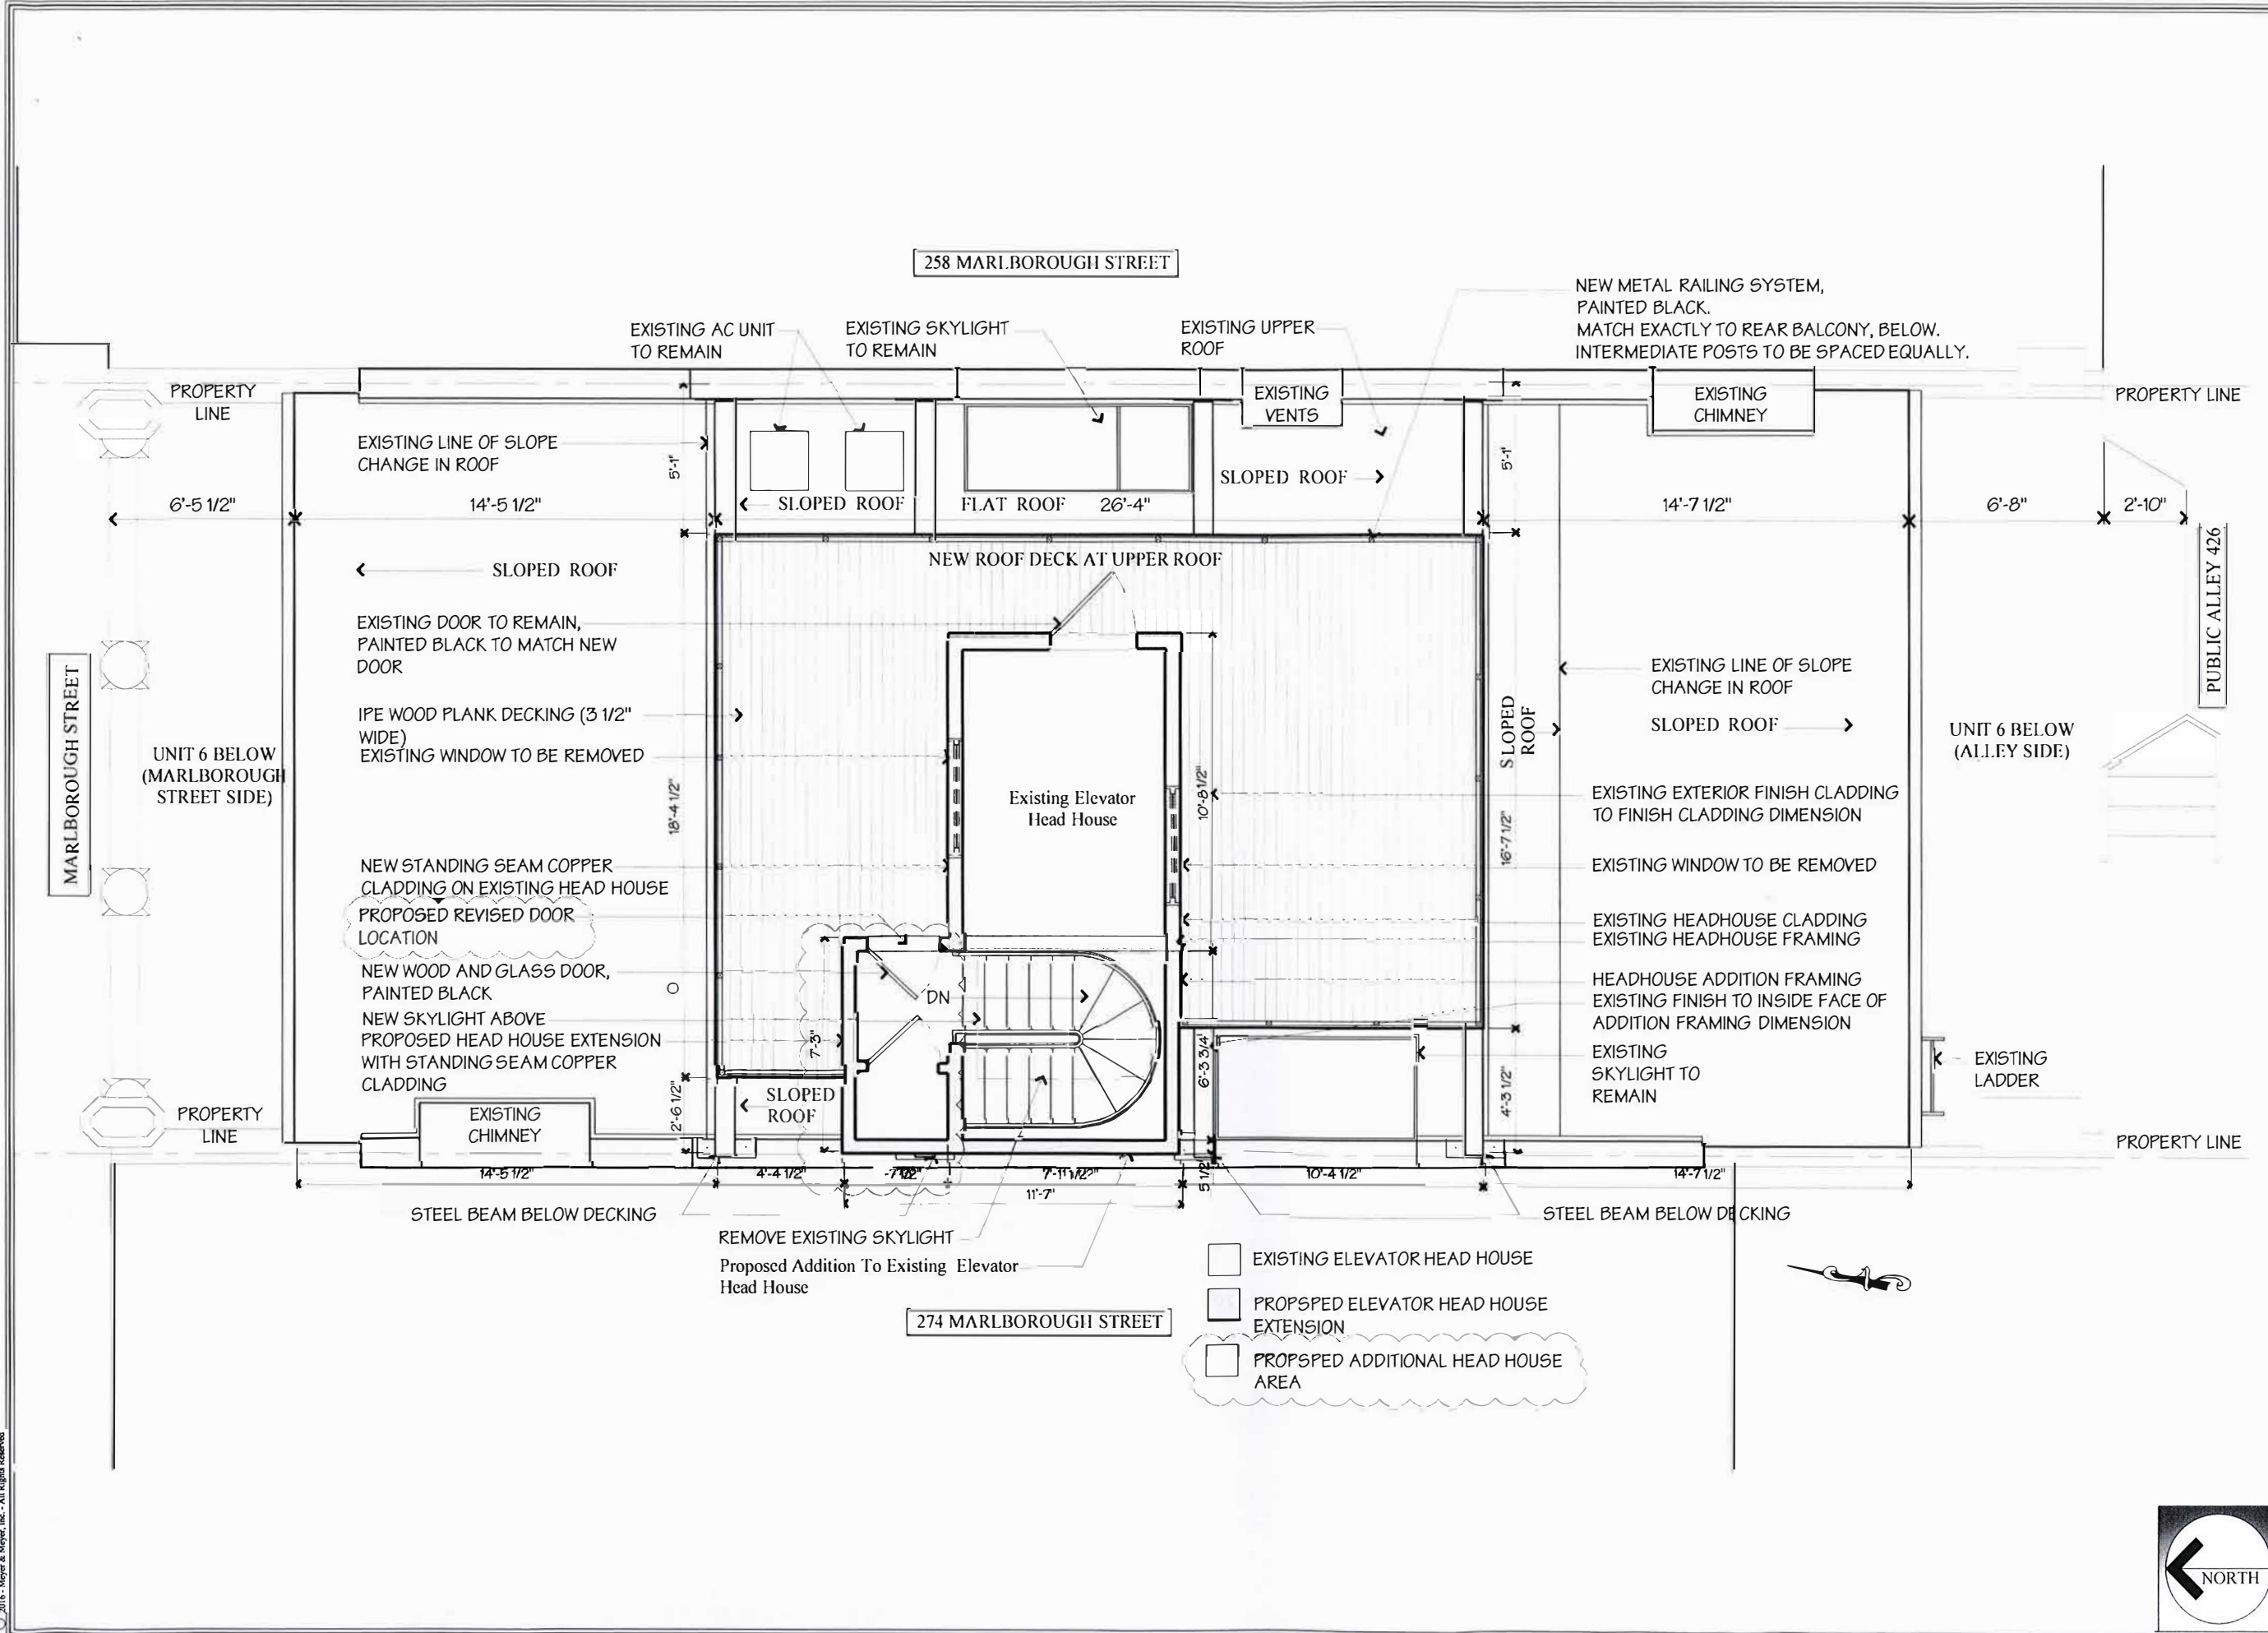 258 MARLBOROUGH STREET
NEW METAL RAILING SYSTEM,
PAINTED BLACK.
MATCH EXACTLY TO REAR BALCONY, BELOW.
INTERMEDIATE POSTS TO BE SPACED EQUALLY.
EXISTING AC UNIT
TO REMAIN
EXISTING SKYLIGHT
TO REMAIN
EXISTING UPPER
ROOF
PROPERTY
LINE
EXISTING
VENTS
EXISTING
CHIMNEY
PROPERTY LINE
EXISTING LINE OF SLOPE
CHANGE IN ROOF
5'-1"
SLOPED ROOF
5'-1"
6'-5 1/2"
14'-5 1/2"
SLOPED ROOF
FLAT ROOF
26'-4"
14'-7 1/2"
6'-8"
2'-10"
SLOPED ROOF
NEW ROOF DECK AT UPPER ROOF
PUBLIC ALLEY 426
EXISTING DOOR TO REMAIN,
PAINTED BLACK TO MATCH NEW
DOOR
MARLBOROUGH STREET
EXISTING LINE OF SLOPE
CHANGE IN ROOF
IPE WOOD PLANK DECKING (3 1/2"
WIDE)
SLOPED
ROOF
SLOPED ROOF
EXISTING WINDOW TO BE REMOVED
UNIT 6 BELOW
(MARLBOROUGH
STREET SIDE)
UNIT 6 BELOW
(ALLEY SIDE)
18'-4 1/2"
Existing Elevator
Head House
10'-8 1/2"
16'-7 1/2"
EXISTING EXTERIOR FINISH CLADDING
TO FINISH CLADDING DIMENSION
NEW STANDING SEAM COPPER
CLADDING ON EXISTING HEAD HOUSE
EXISTING WINDOW TO BE REMOVED
PROPOSED REVISED DOOR
LOCATION
EXISTING HEADHOUSE CLADDING
EXISTING HEADHOUSE FRAMING
NEW WOOD AND GLASS DOOR,
PAINTED BLACK
DN
HEADHOUSE ADDITION FRAMING
EXISTING FINISH TO INSIDE FACE OF
ADDITION FRAMING DIMENSION
NEW SKYLIGHT ABOVE
PROPOSED HEAD HOUSE EXTENSION
WITH STANDING SEAM COPPER
CLADDING
7'-3"
6'-3 3/4"
EXISTING
SKYLIGHT TO
REMAIN
EXISTING
LADDER
2'-6 1/2"
SLOPED
ROOF
4'-3 1/2"
PROPERTY
LINE
EXISTING
CHIMNEY
PROPERTY LINE
14'-5 1/2"
4'-4 1/2"
7'-11 1/2"
5 1/2"
10'-4 1/2"
14'-7 1/2"
11'-7"
STEEL BEAM BELOW DECKING
STEEL BEAM BELOW DECKING
REMOVE EXISTING SKYLIGHT
Proposed Addition To Existing Elevator
Head House
EXISTING ELEVATOR HEAD HOUSE
PROPSPED ELEVATOR HEAD HOUSE
EXTENSION
274 MARLBOROUGH STREET
PROPSPED ADDITIONAL HEAD HOUSE
AREA
NORTH
2016 - Meyer & Meyer, Inc. - All Rights Reserved